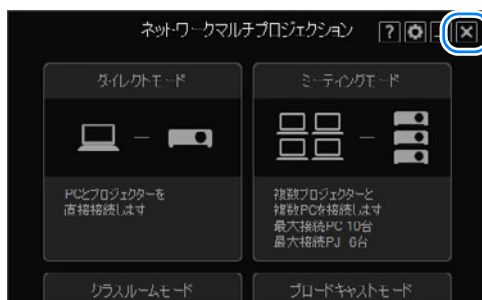 ネットワークマルチプロジェクション
ダイレクトモード
ミーティングモード
PCとプロジェクターを
直接接続します
複数プロジェクターと
複数PCを接続します
最大接続PC 10台
最大接続PJ 6台
クラスルームモード
ブロードキャストモード